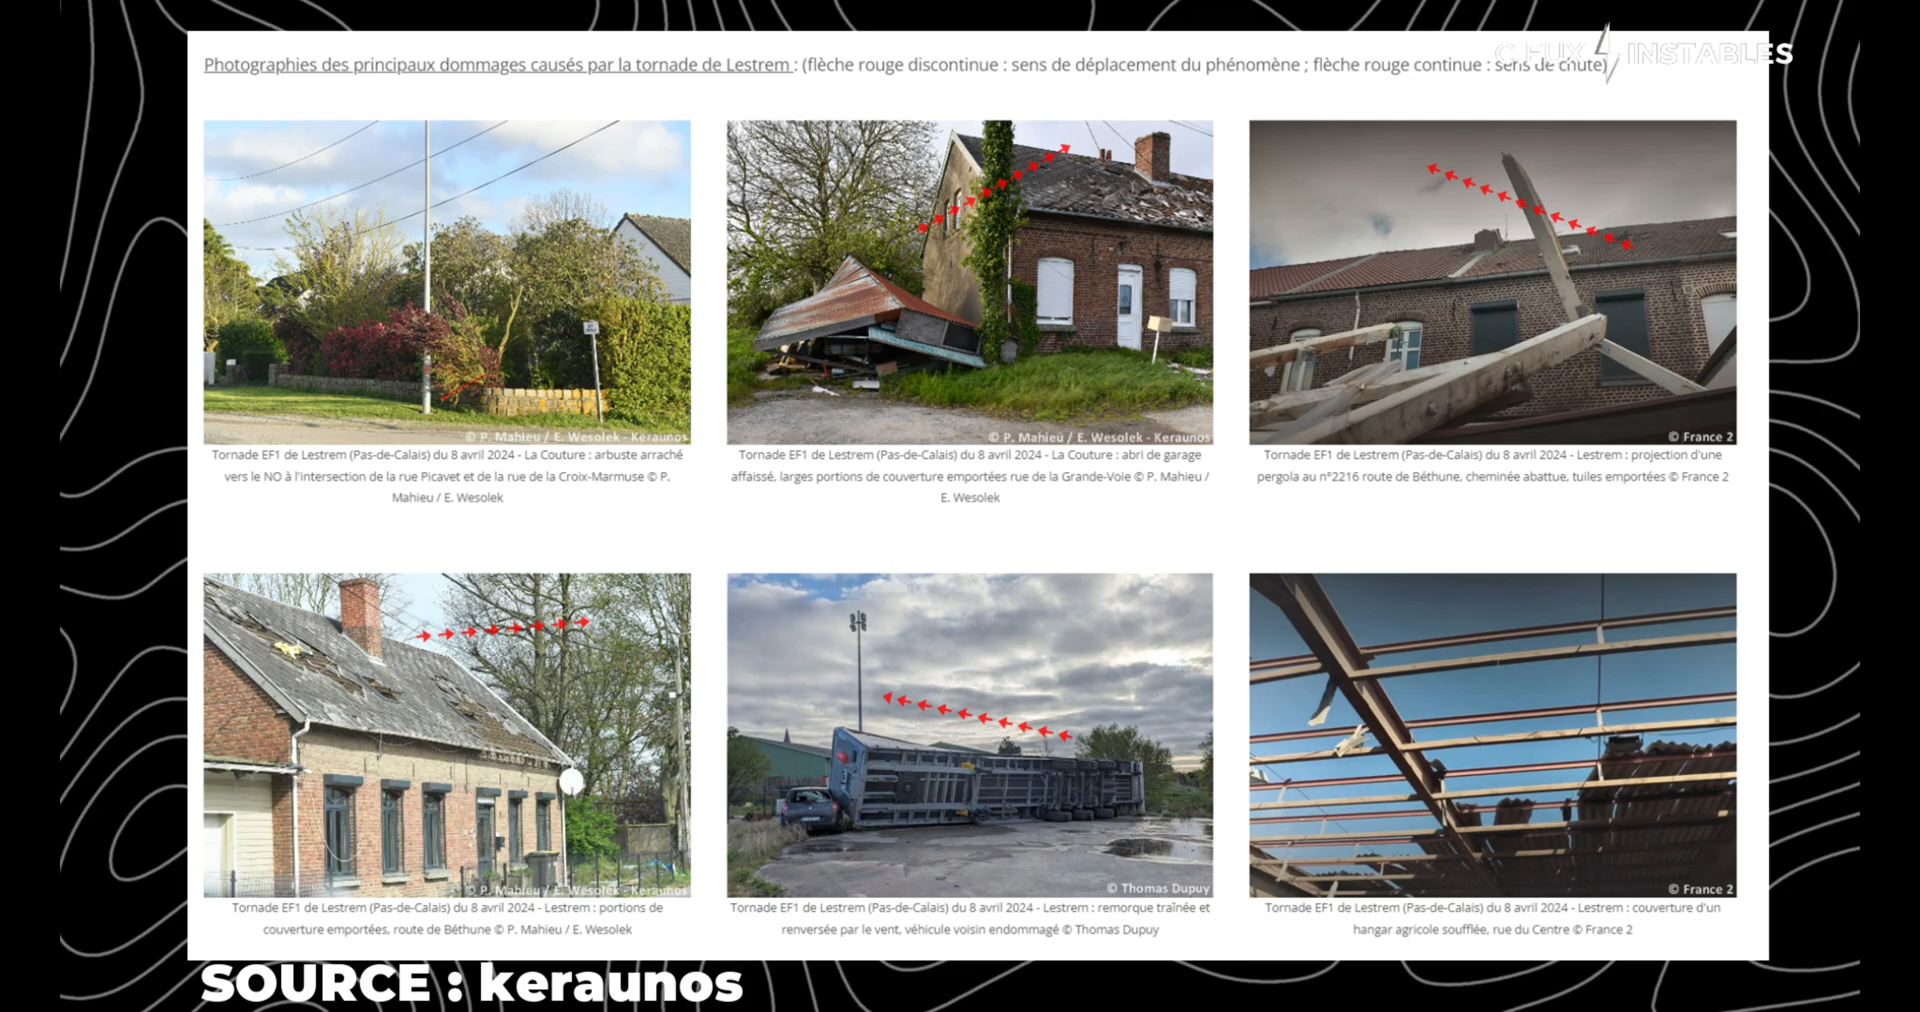 Photographies des principaux dommages causés par la tornade de Lestrem : (flèche rouge discontinue : sens de déplacement du phénomène ; flèche rouge continue : sens de chute)
INSTABLES
© P. Mahieu / E. Wesolek - Keraunos
Tornade EF1 de Lestrem (Pas-de-Calais) du 8 avril 2024 - La Couture : arbuste arraché
vers le NO à l'intersection de la rue Picavet et de la rue de la Croix-Marmuse © P.
Mahieu / E. Wesolek
© P. Mahieu / E. Wesolek - Keraunos
Tornade EF1 de Lestrem (Pas-de-Calais) du 8 avril 2024 - La Couture : abri de garage
affaissé, larges portions de couverture emportées rue de la Grande-Voie © P. Mahieu /
E. Wesolek
© France 2
Tornade EF1 de Lestrem (Pas-de-Calais) du 8 avril 2024 - Lestrem : projection d'une
pergola au n°2216 route de Béthune, cheminée abattue, tuiles emportées © France 2
© P. Mahieu / E. Wesolek - Keraunos
Tornade EF1 de Lestrem (Pas-de-Calais) du 8 avril 2024 - Lestrem : portions de
couverture emportées, route de Béthune © P. Mahieu / E. Wesolek
© Thomas Dupuy
Tornade EF1 de Lestrem (Pas-de-Calais) du 8 avril 2024 - Lestrem : remorque traînée et
renversée par le vent, véhicule voisin endommagé © Thomas Dupuy
© France 2
Tornade EF1 de Lestrem (Pas-de-Calais) du 8 avril 2024 - Lestrem : couverture d'un
hangar agricole soufflée, rue du Centre © France 2
SOURCE : keraunos